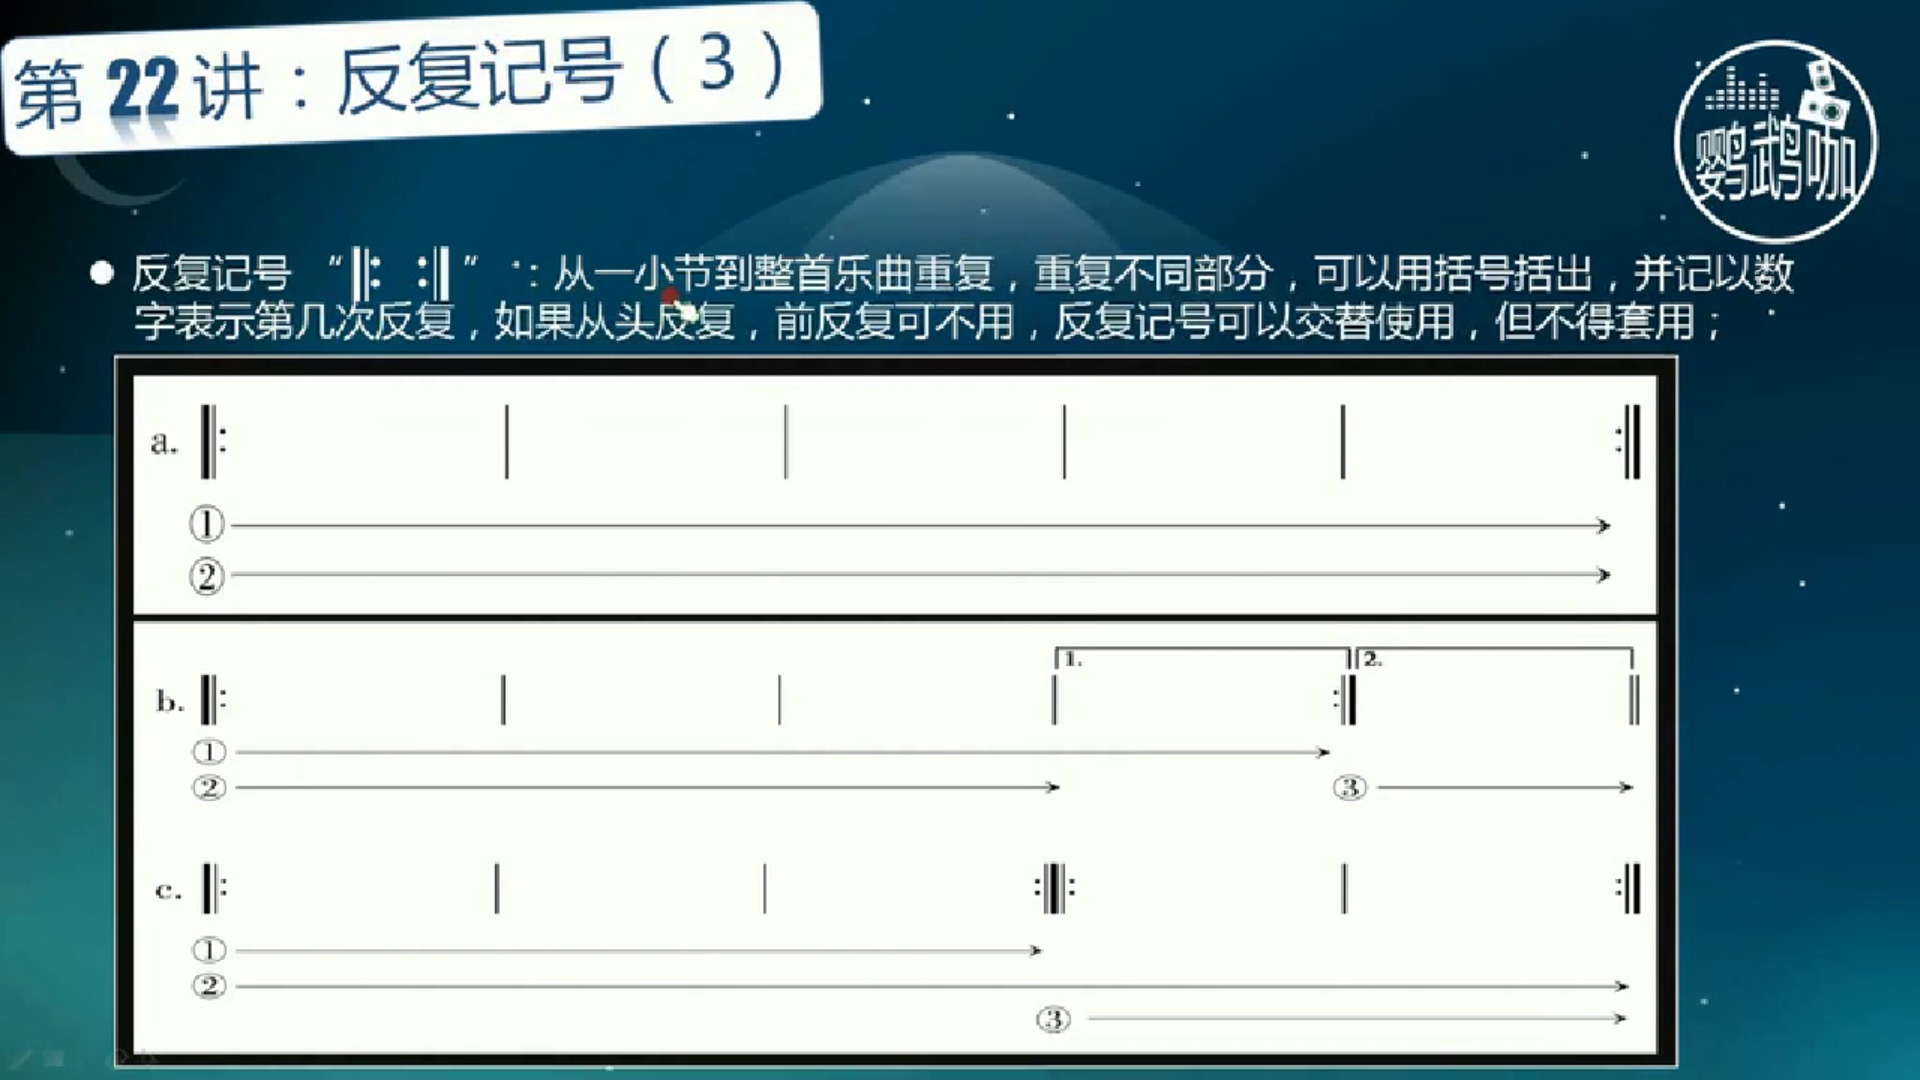 第 22 讲：反复记号（3）
鹦鹉咖
反复记号 “𝄆 𝄇”：从一小节到整首乐曲重复，重复不同部分，可以用括号括出，并记以数
字表示第几次反复，如果从头反复，前反复可不用，反复记号可以交替使用，但不得套用；
a.
①
②
1. 2.
b.
①
② ③
c.
①
②
③